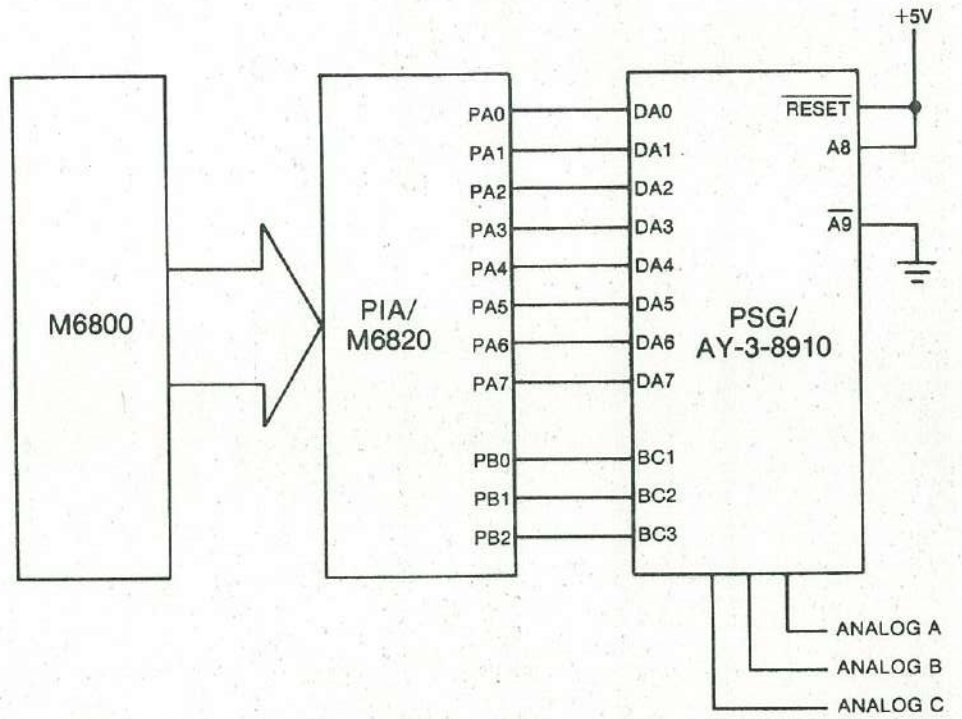 +5V
M6800
PIA/
M6820
PA0
PA1
PA2
PA3
PA4
PA5
PA6
PA7
PB0
PB1
PB2
DA0
DA1
DA2
DA3
DA4
DA5
DA6
DA7
BC1
BC2
BC3
PSG/
AY-3-8910
RESET
A8
A9
ANALOG A
ANALOG B
ANALOG C